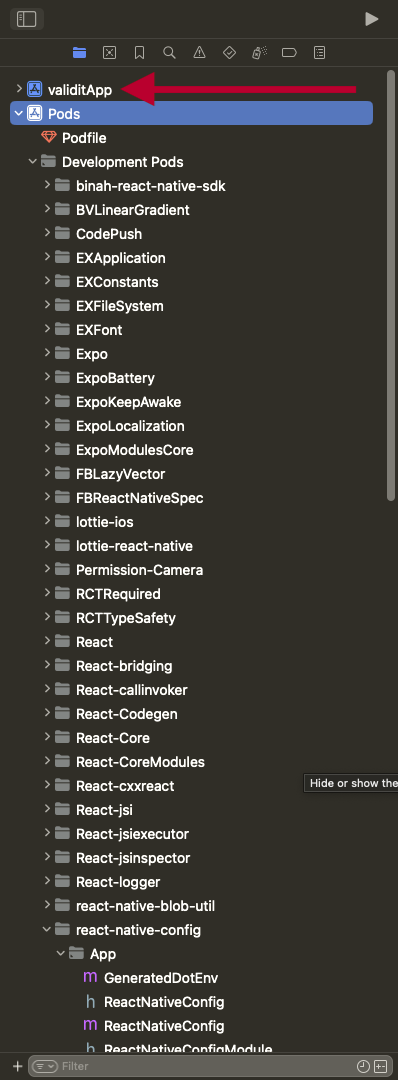 validitApp
Pods
Podfile
Development Pods
binah-react-native-sdk
BVLinearGradient
CodePush
EXApplication
EXConstants
EXFileSystem
EXFont
Expo
ExpoBattery
ExpoKeepAwake
ExpoLocalization
ExpoModulesCore
FBLazyVector
FBReactNativeSpec
lottie-ios
lottie-react-native
Permission-Camera
RCTRequired
RCTTypeSafety
React
React-bridging
React-callinvoker
React-Codegen
React-Core
React-CoreModules
Hide or show the
React-cxxreact
React-jsi
React-jsiexecutor
React-jsinspector
React-logger
react-native-blob-util
react-native-config
App
m GeneratedDotEnv
h ReactNativeConfig
m ReactNativeConfig
h ReactNativeConfigModule
Filter